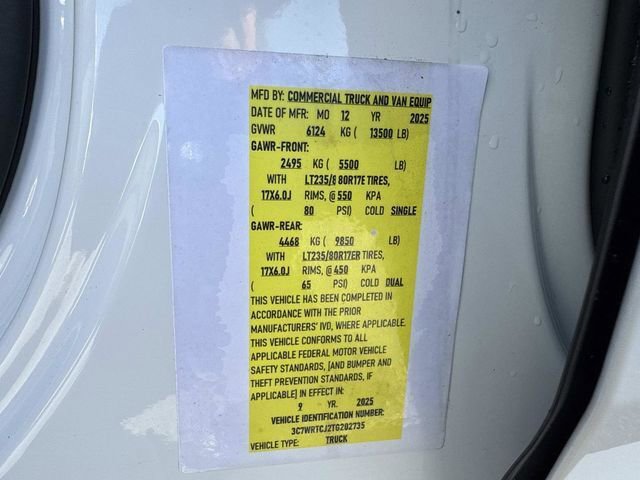 MFD BY: COMMERCIAL TRUCK AND VAN EQUIP
DATE OF MFR: MO 12 YR 2025
GVWR 6124 KG ( 13500 LB)
GAWR-FRONT:
2495 KG ( 5500 LB)
WITH LT235/8 80R17E TIRES,
17X6.0J RIMS, @ 550 KPA
( 80 PSI) COLD SINGLE
GAWR-REAR:
4468 KG ( 9850 LB)
WITH LT235/80R17ER TIRES,
17X6.0J RIMS, @ 450 KPA
( 65 PSI) COLD DUAL
THIS VEHICLE HAS BEEN COMPLETED IN
ACCORDANCE WITH THE PRIOR
MANUFACTURERS' IVD, WHERE APPLICABLE.
THIS VEHICLE CONFORMS TO ALL
APPLICABLE FEDERAL MOTOR VEHICLE
SAFETY STANDARDS, [AND BUMPER AND
THEFT PREVENTION STANDARDS, IF
APPLICABLE] IN EFFECT IN:
9 YR. 2025
VEHICLE IDENTIFICATION NUMBER:
3C7WRTCJ2TG202735
VEHICLE TYPE: TRUCK